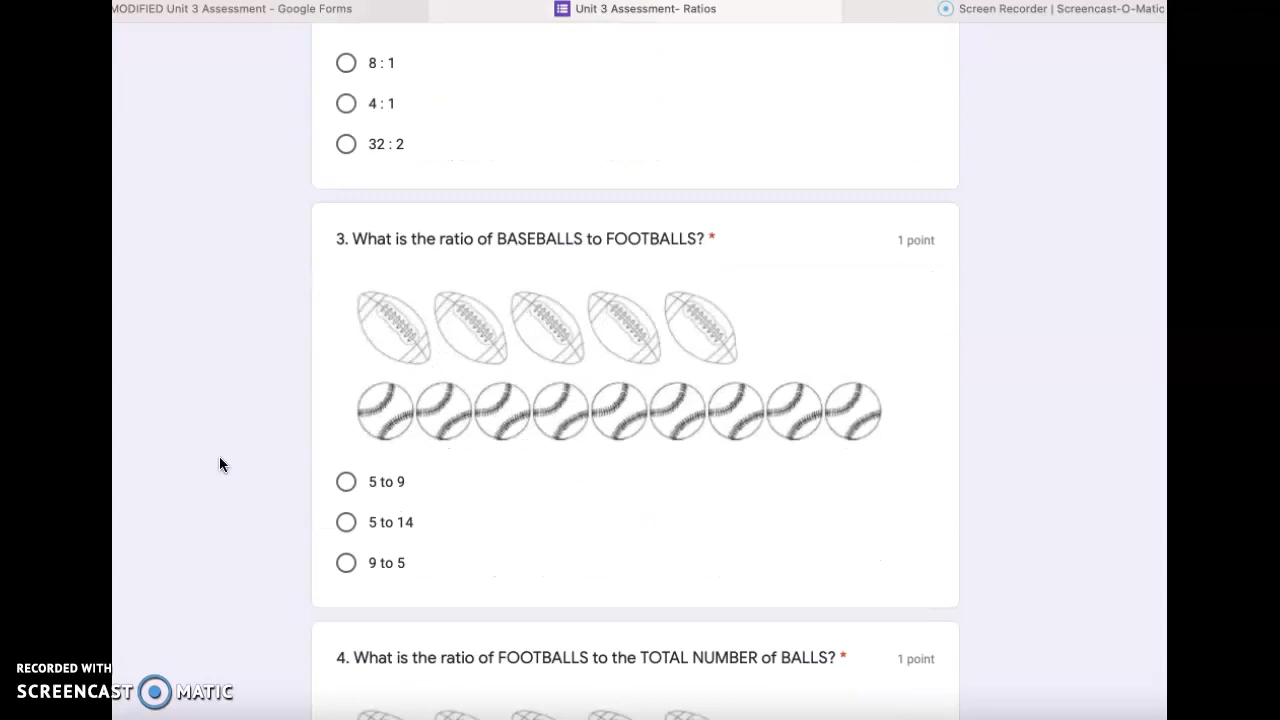 MODIFIED Unit 3 Assessment - Google Forms
Unit 3 Assessment- Ratios
Screen Recorder | Screencast-O-Matic
8 : 1
4 : 1
32 : 2
3. What is the ratio of BASEBALLS to FOOTBALLS? *
1 point
5 to 9
5 to 14
9 to 5
4. What is the ratio of FOOTBALLS to the TOTAL NUMBER of BALLS? *
1 point
RECORDED WITH
SCREENCAST MATIC